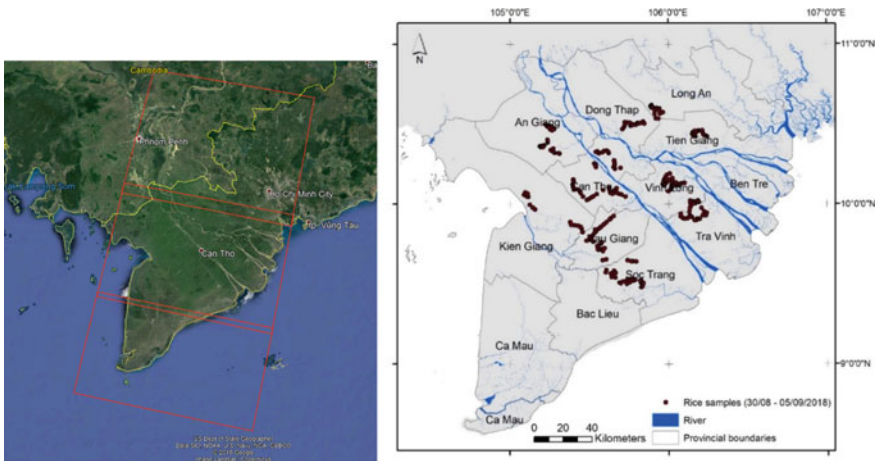 Cambodia
Phnom Penh
Ho Chi Minh City
Vũng Tàu
Can Tho
105°0'0"E
106°0'0"E
107°0'0"E
11°0'0"N
10°0'0"N
9°0'0"N
N
Long An
Dong Thap
An Giang
Tien Giang
Ben Tre
Can Tho
Vinh Long
Tra Vinh
Kien Giang
Hau Giang
Soc Trang
Bac Lieu
Ca Mau
Ca Mau
Rice samples (30/08 - 05/09/2018)
River
Provincial boundaries
0 20 40
Kilometers